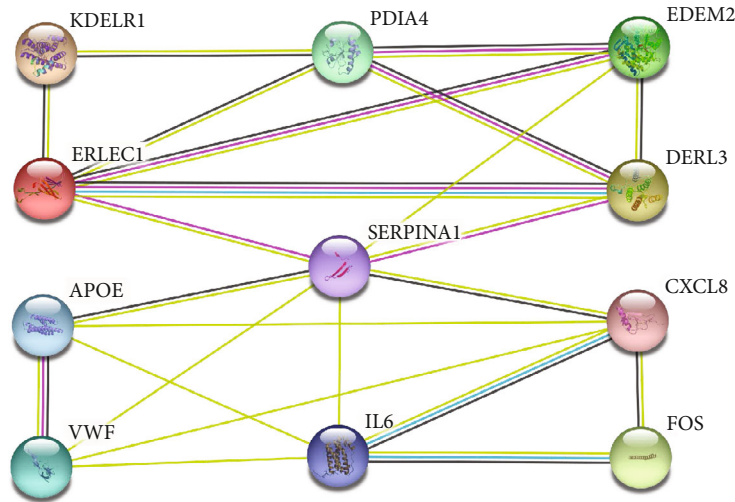 KDELR1
PDIA4
EDEM2
ERLEC1
DERL3
SERPINA1
APOE
CXCL8
VWF
IL6
FOS